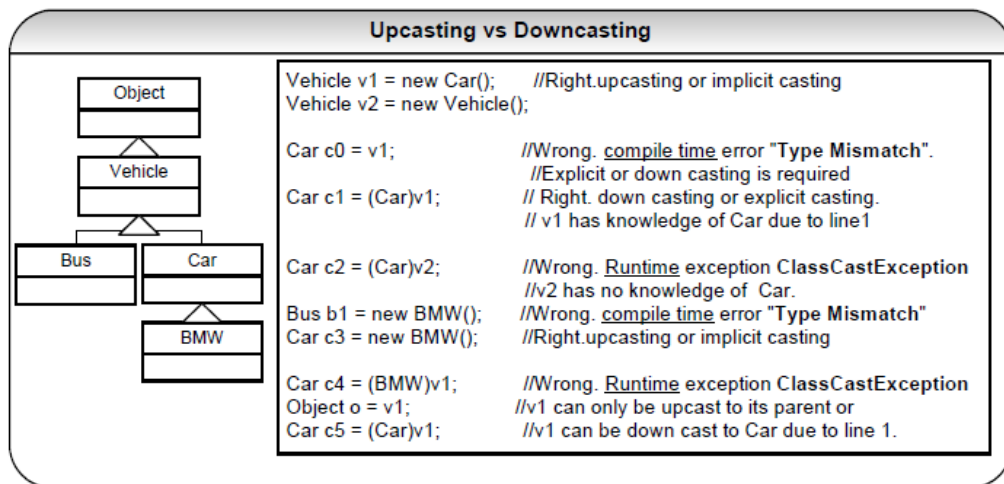 Upcasting vs Downcasting
Object
Vehicle
Bus
Car
BMW
Vehicle v1 = new Car(); //Right.upcasting or implicit casting
Vehicle v2 = new Vehicle();
Car c0 = v1; //Wrong. compile time error "Type Mismatch".
//Explicit or down casting is required
Car c1 = (Car)v1; // Right. down casting or explicit casting.
// v1 has knowledge of Car due to line1
Car c2 = (Car)v2; //Wrong. Runtime exception ClassCastException
//v2 has no knowledge of Car.
Bus b1 = new BMW(); //Wrong. compile time error "Type Mismatch"
Car c3 = new BMW(); //Right.upcasting or implicit casting
Car c4 = (BMW)v1; //Wrong. Runtime exception ClassCastException
Object o = v1; //v1 can only be upcast to its parent or
Car c5 = (Car)v1; //v1 can be down cast to Car due to line 1.